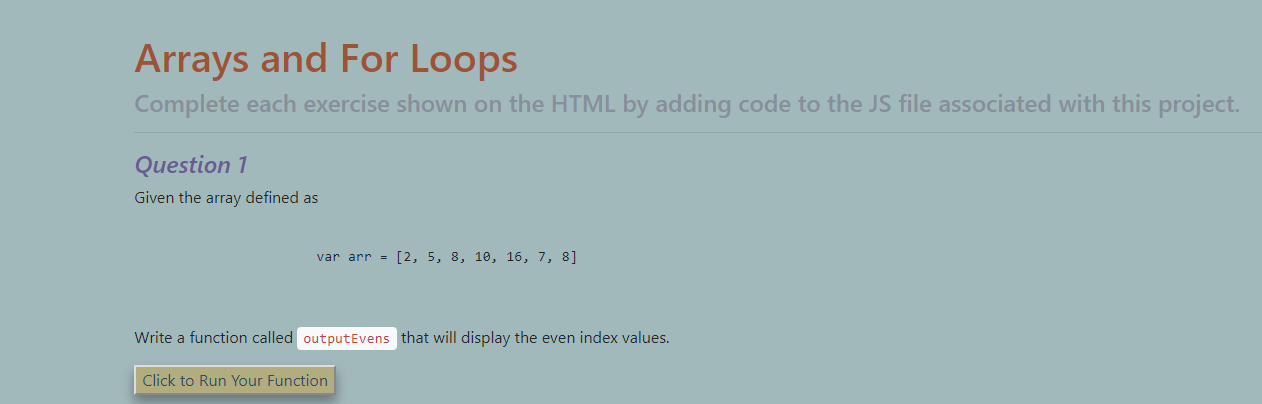 Arrays and For Loops
Complete each exercise shown on the HTML by adding code to the JS file associated with this project.
Question 1
Given the array defined as
var arr = [2, 5, 8, 10, 16, 7, 8]
Write a function called outputEvens that will display the even index values.
Click to Run Your Function